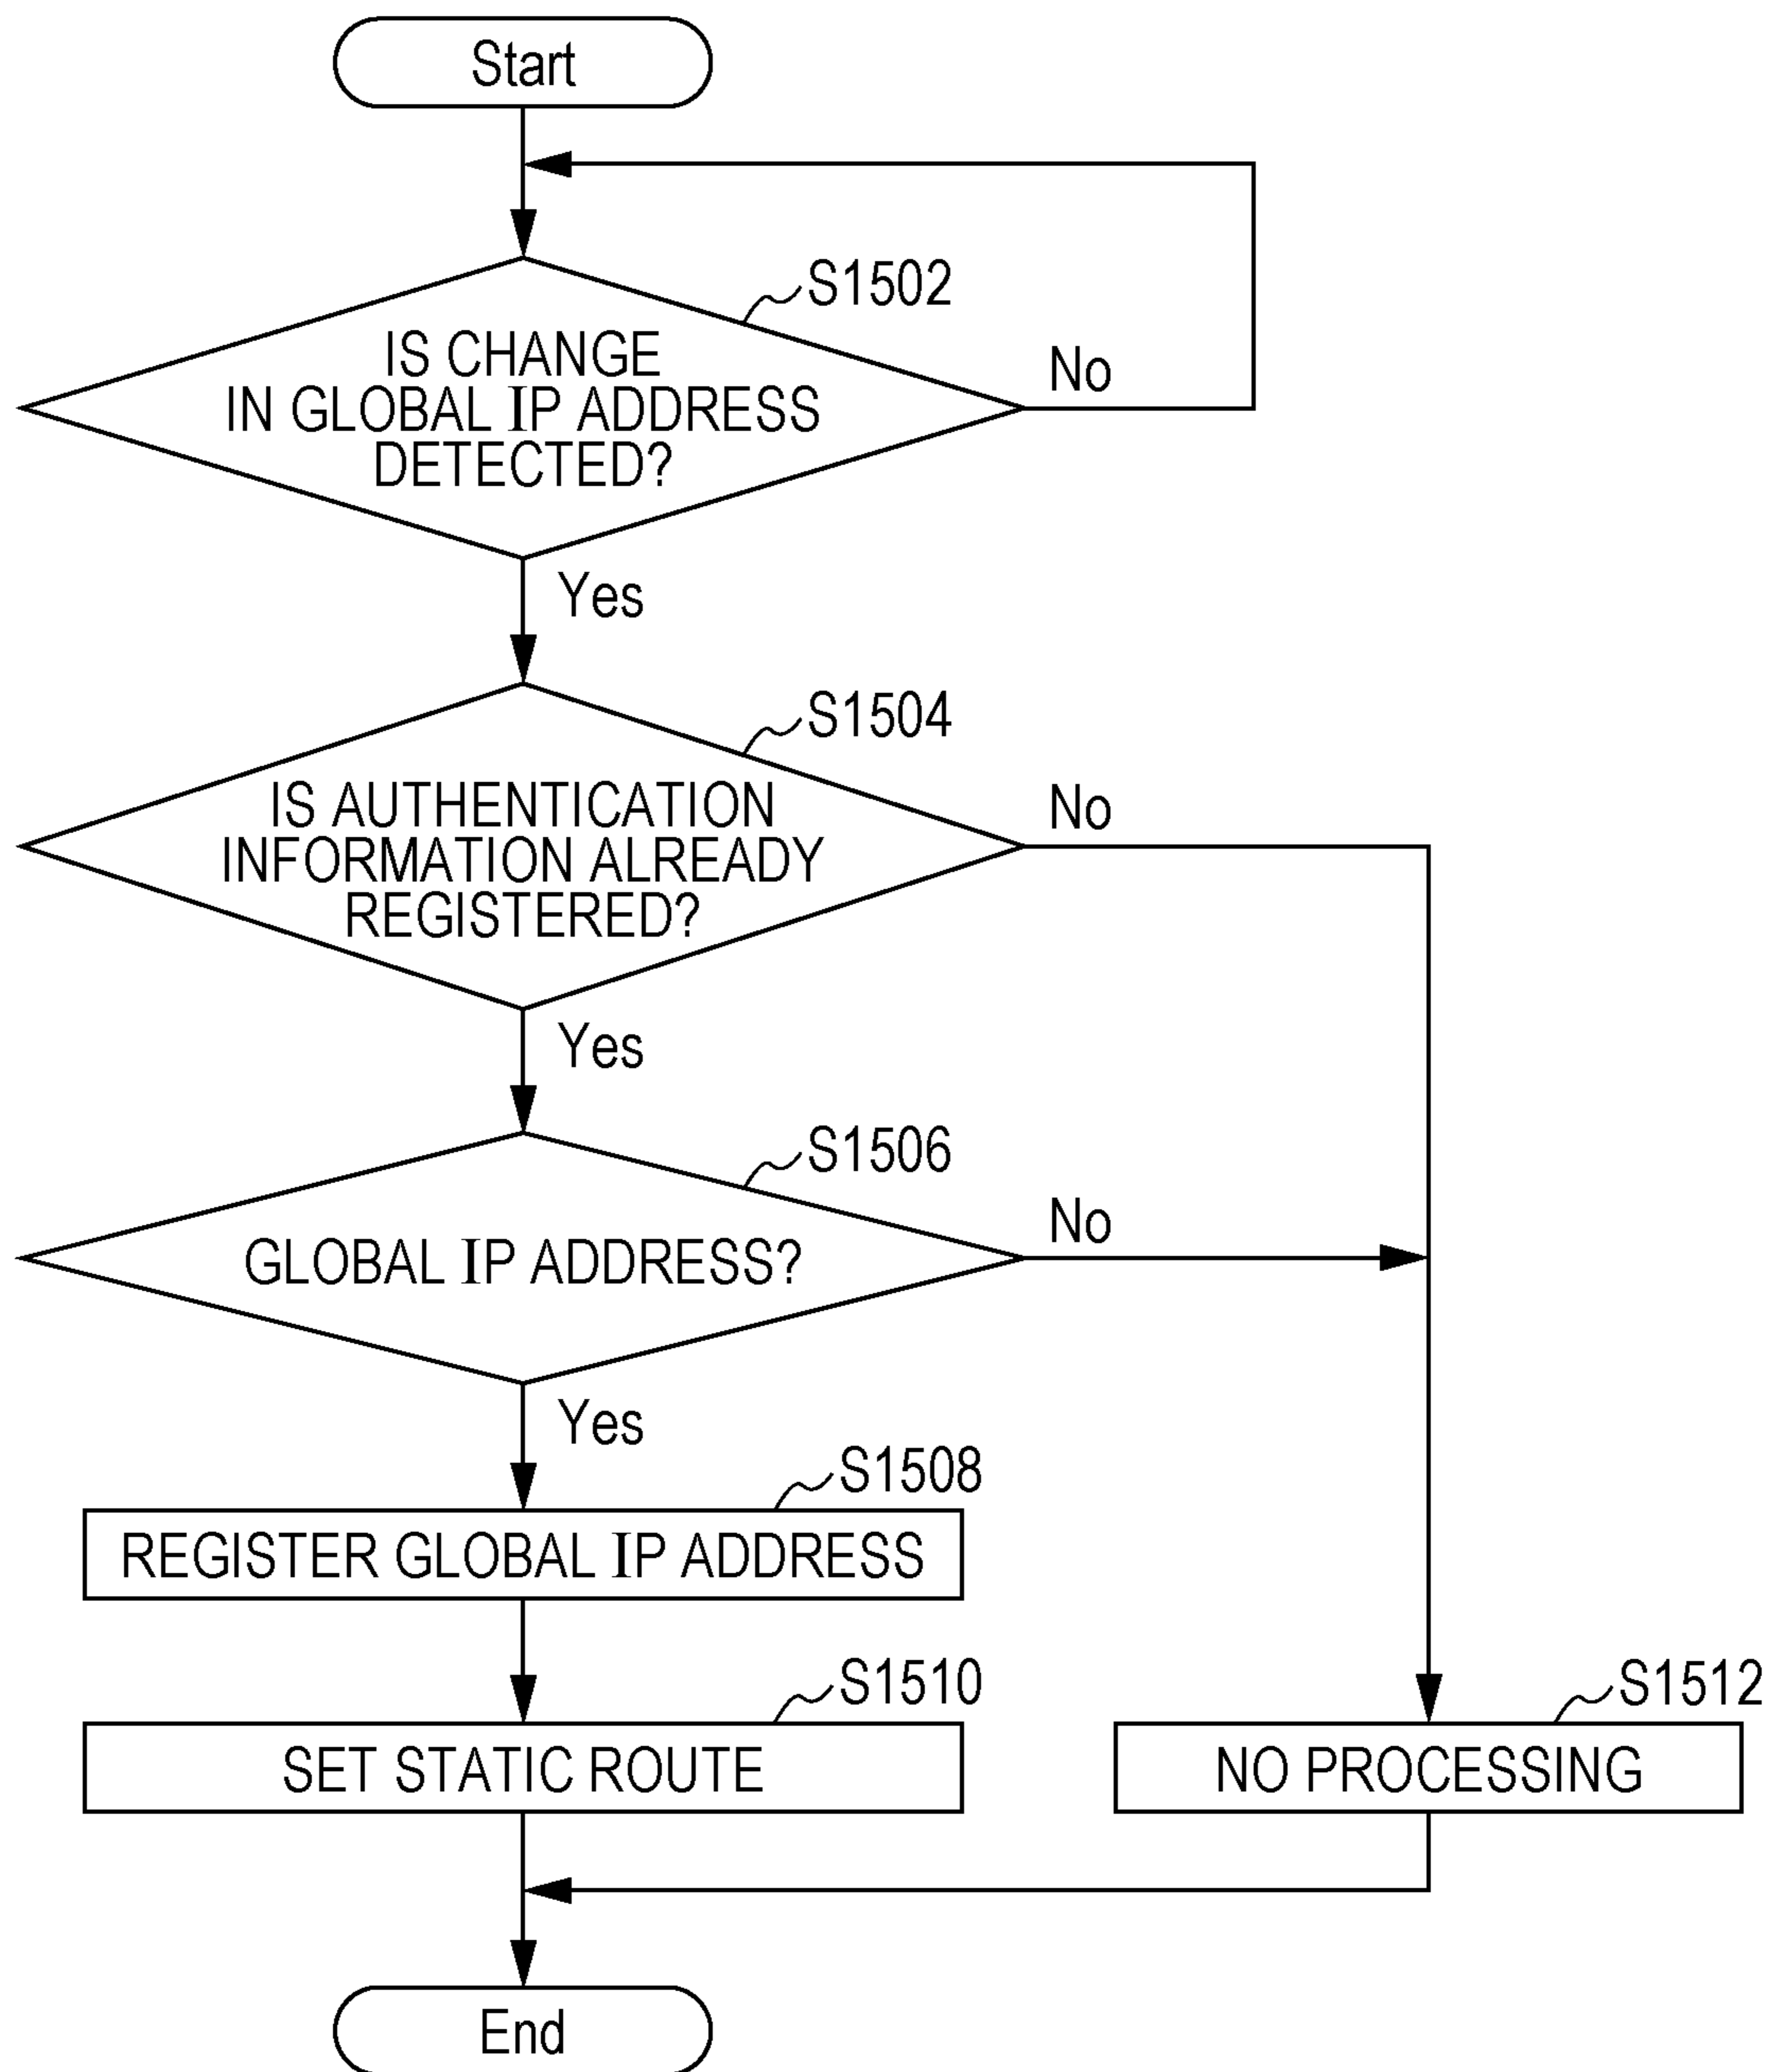 Start
S1502
IS CHANGE
IN GLOBAL IP ADDRESS
DETECTED?
No
Yes
S1504
IS AUTHENTICATION
INFORMATION ALREADY
REGISTERED?
No
Yes
S1506
GLOBAL IP ADDRESS?
No
Yes
S1508
REGISTER GLOBAL IP ADDRESS
S1510
SET STATIC ROUTE
S1512
NO PROCESSING
End